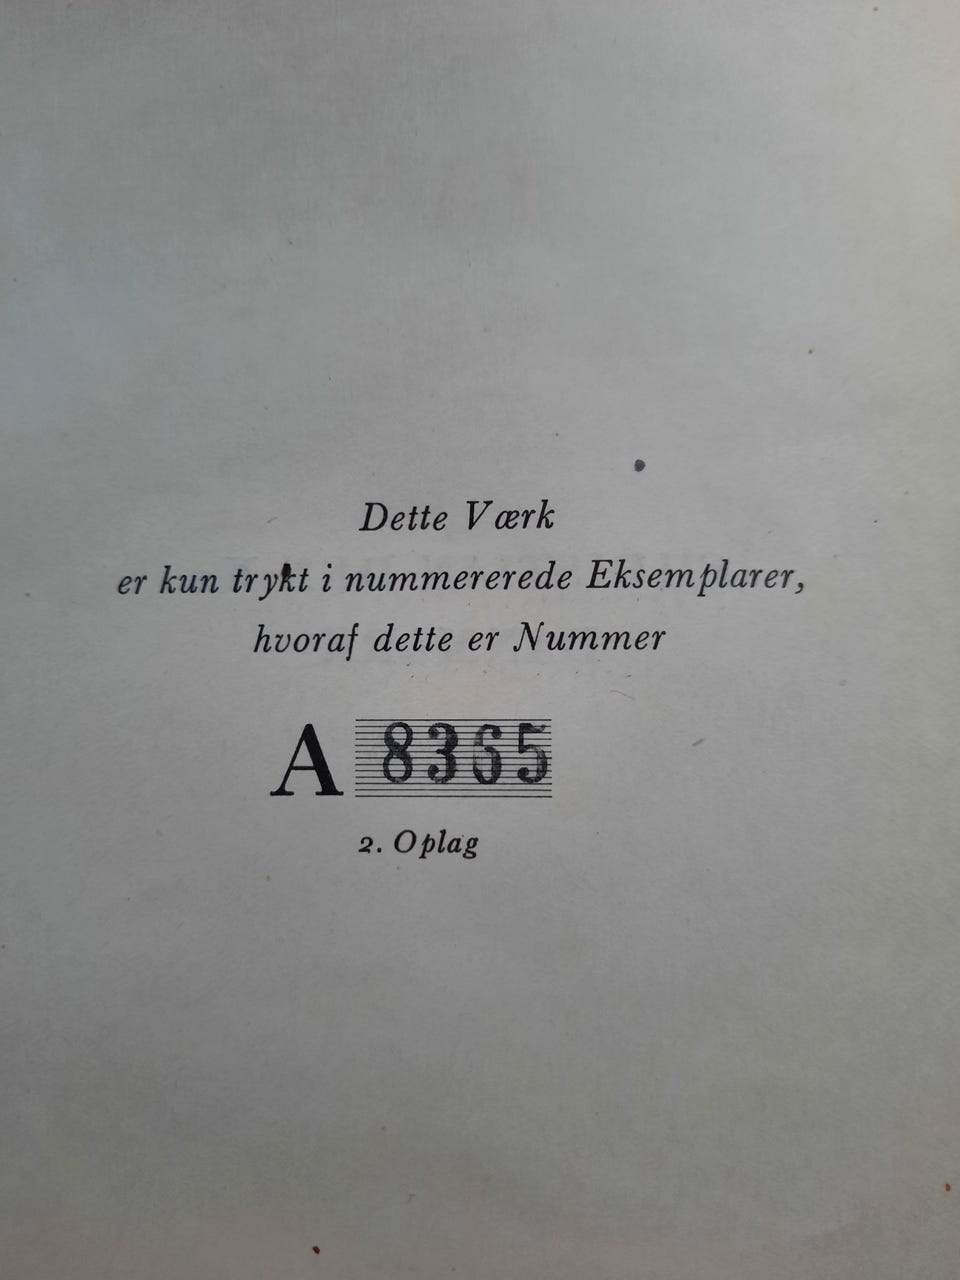 Dette Værk
er kun trykt i nummererede Eksemplarer,
hvoraf dette er Nummer
A 8365
2. Oplag